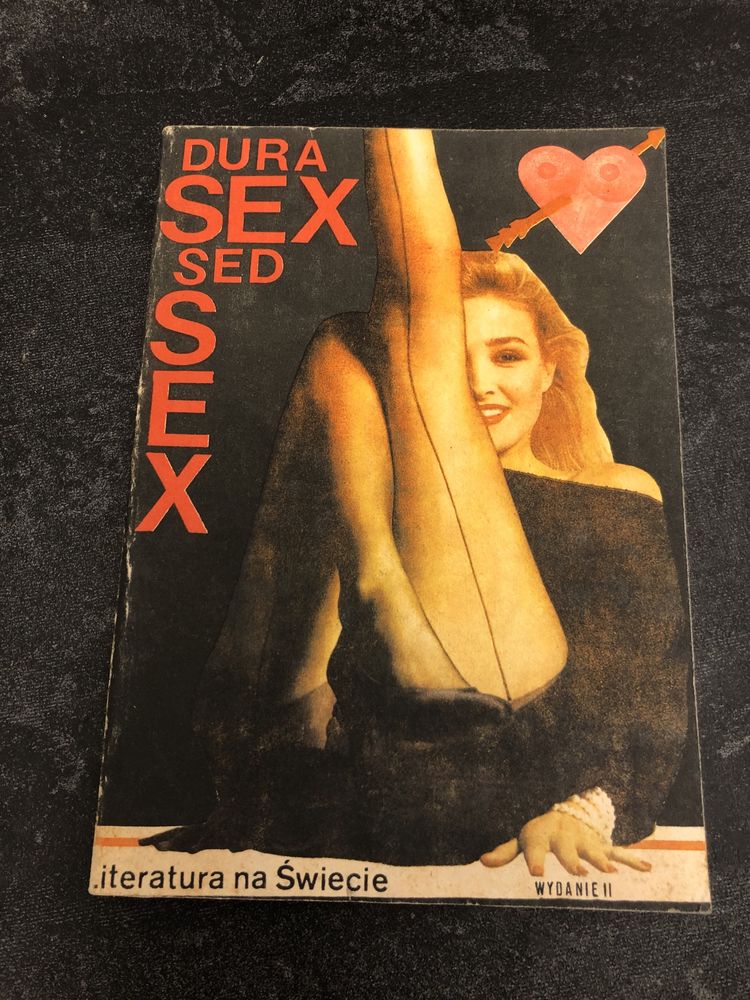 DURA
SEX
SED
SEX
.iteratura na Świecie
WYDANIE II